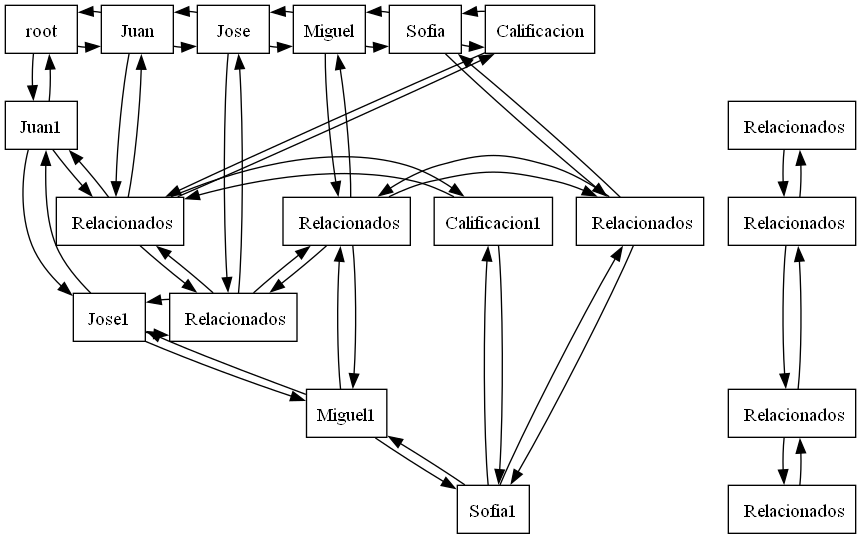 root
Juan
Jose
Miguel
Sofia
Calificacion
Juan1
Relacionados
Relacionados
Relacionados
Calificacion1
Relacionados
Relacionados
Jose1
Relacionados
Miguel1
Relacionados
Sofia1
Relacionados